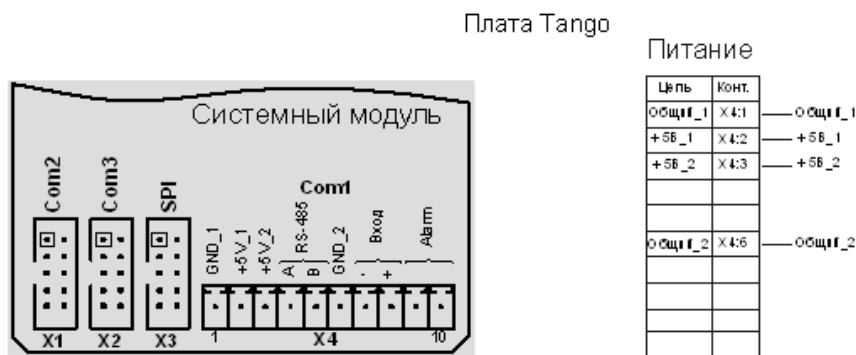 Плата Tango
Питание
Системный модуль
Com2
Com3
SPI
Com1
GND_1
+5V_1
+5V_2
A
B
RS-485
GND_2
Вход
- +
Alarm
1
10
X1
X2
X3
X4
Цепь Конт.
Общий_1 X4:1 Общий_1
+5В_1 X4:2 +5В_1
+5В_2 X4:3 +5В_2
Общий_2 X4:6 Общий_2